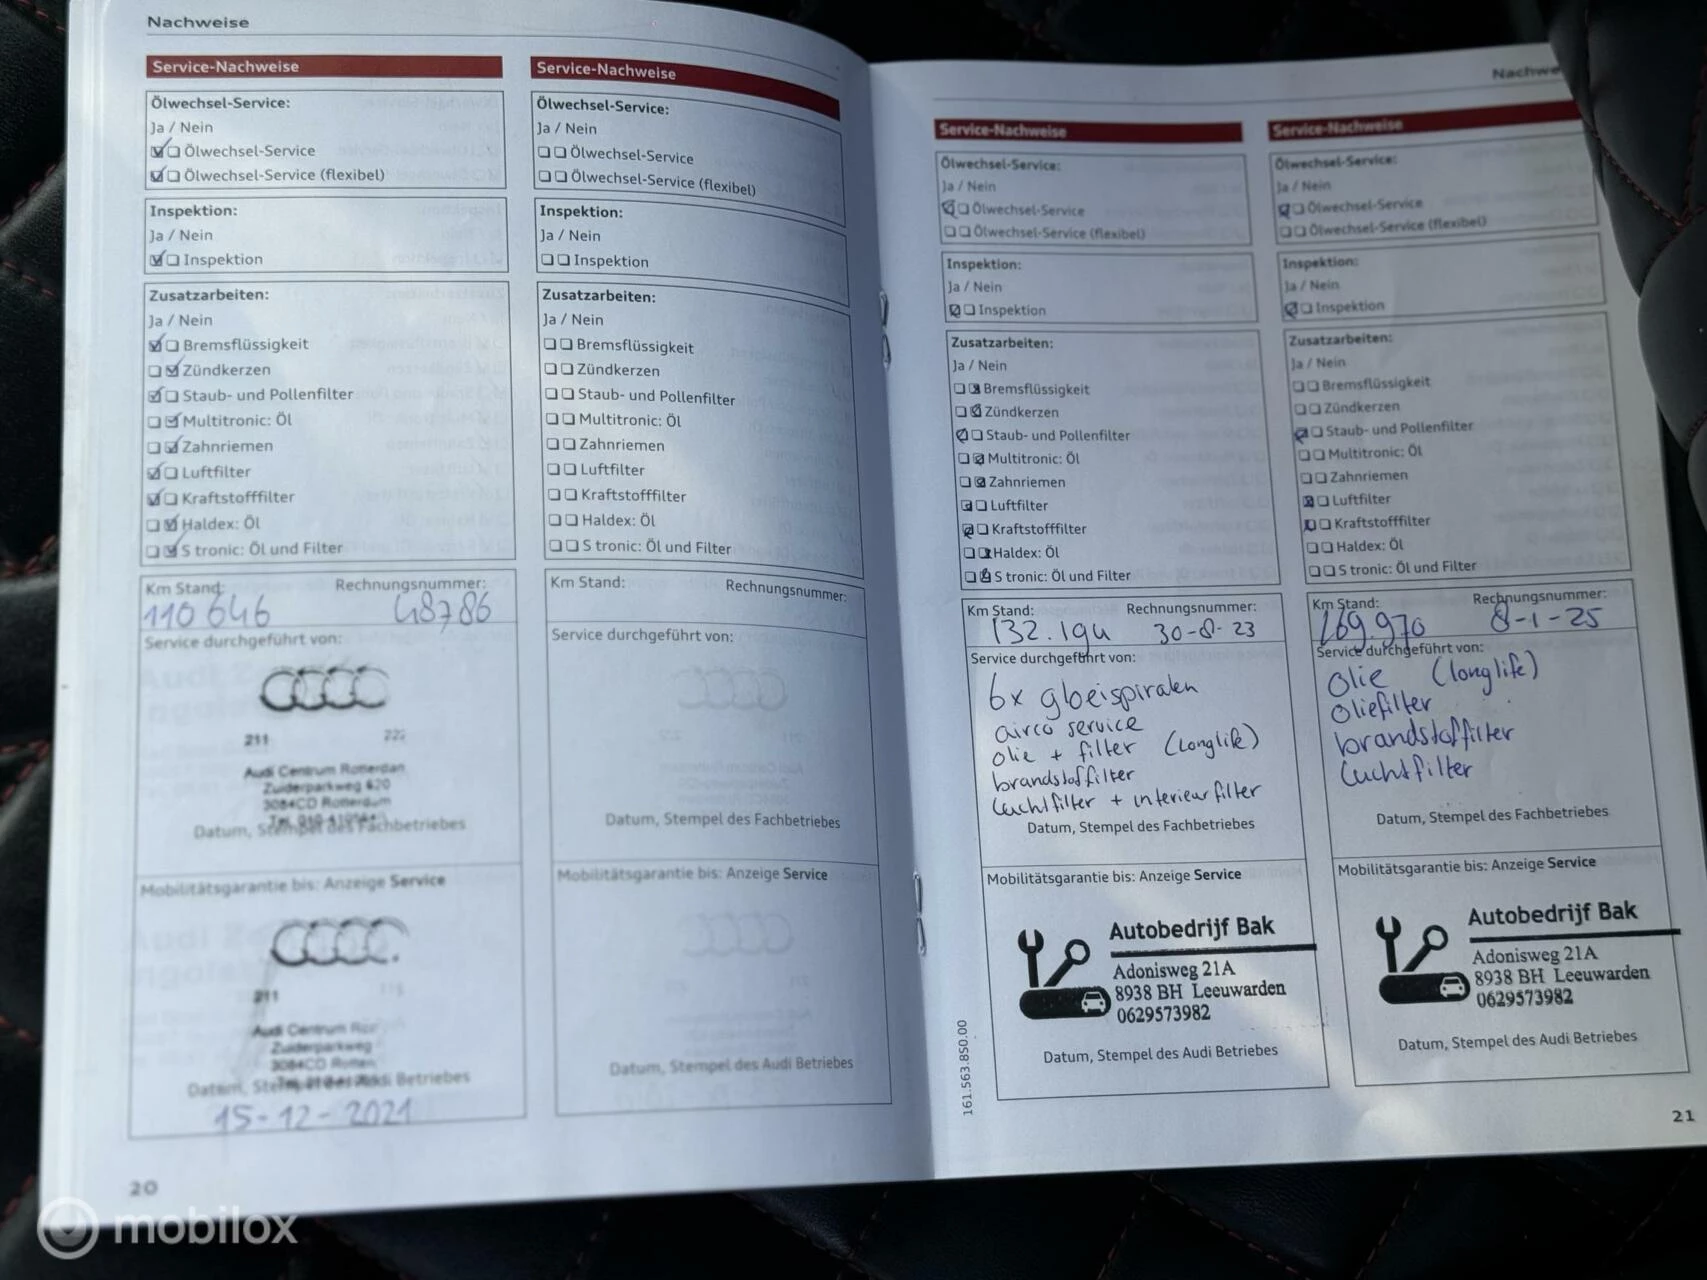 Nachweise
Service-Nachweise
Ölwechsel-Service:
Ja / Nein
Ölwechsel-Service
Ölwechsel-Service (flexibel)
Inspektion:
Ja / Nein
Inspektion
Zusatzarbeiten:
Ja / Nein
Bremsflüssigkeit
Zündkerzen
Staub- und Pollenfilter
Multitronic: Öl
Zahnriemen
Luftfilter
Kraftstofffilter
Haldex: Öl
S tronic: Öl und Filter
Km Stand: Rechnungsnummer:
110 646 48786
Service durchgeführt von:
211 222
Audi Centrum Rotterdam
Zuiderparkweg 520
3084CD Rotterdam
Datum, Stempel des Fachbetriebes
Mobilitätsgarantie bis: Anzeige Service
211
Audi Centrum
Zuiderparkweg
3084CD
Datum, Stempel des Audi Betriebes
15-12-2021
20
Service-Nachweise
Ölwechsel-Service:
Ja / Nein
Ölwechsel-Service
Ölwechsel-Service (flexibel)
Inspektion:
Ja / Nein
Inspektion
Zusatzarbeiten:
Ja / Nein
Bremsflüssigkeit
Zündkerzen
Staub- und Pollenfilter
Multitronic: Öl
Zahnriemen
Luftfilter
Kraftstofffilter
Haldex: Öl
S tronic: Öl und Filter
Km Stand: Rechnungsnummer:
Service durchgeführt von:
Datum, Stempel des Fachbetriebes
Mobilitätsgarantie bis: Anzeige Service
Datum, Stempel des Audi Betriebes
Service-Nachweise
Ölwechsel-Service:
Ja / Nein
Ölwechsel-Service
Ölwechsel-Service (flexibel)
Inspektion:
Ja / Nein
Inspektion
Zusatzarbeiten:
Ja / Nein
Bremsflüssigkeit
Zündkerzen
Staub- und Pollenfilter
Multitronic: Öl
Zahnriemen
Luftfilter
Kraftstofffilter
Haldex: Öl
S tronic: Öl und Filter
Km Stand: Rechnungsnummer:
132.194 30-8-23
Service durchgeführt von:
6x gloeispiralen
airco service
olie + filter (Longlife)
brandstoffilter
luchtfilter + interieurfilter
Datum, Stempel des Fachbetriebes
Mobilitätsgarantie bis: Anzeige Service
Autobedrijf Bak
Adonisweg 21A
8938 BH Leeuwarden
0629573982
Datum, Stempel des Audi Betriebes
161.563.850.00
Service-Nachweise
Ölwechsel-Service:
Ja / Nein
Ölwechsel-Service
Ölwechsel-Service (flexibel)
Inspektion:
Ja / Nein
Inspektion
Zusatzarbeiten:
Ja / Nein
Bremsflüssigkeit
Zündkerzen
Staub- und Pollenfilter
Multitronic: Öl
Zahnriemen
Luftfilter
Kraftstofffilter
Haldex: Öl
S tronic: Öl und Filter
Km Stand: Rechnungsnummer:
169.970 8-1-25
Service durchgeführt von:
olie (longlife)
oliefilter
brandstoffilter
luchtfilter
Datum, Stempel des Fachbetriebes
Mobilitätsgarantie bis: Anzeige Service
Autobedrijf Bak
Adonisweg 21A
8938 BH Leeuwarden
0629573982
Datum, Stempel des Audi Betriebes
21
mobilox